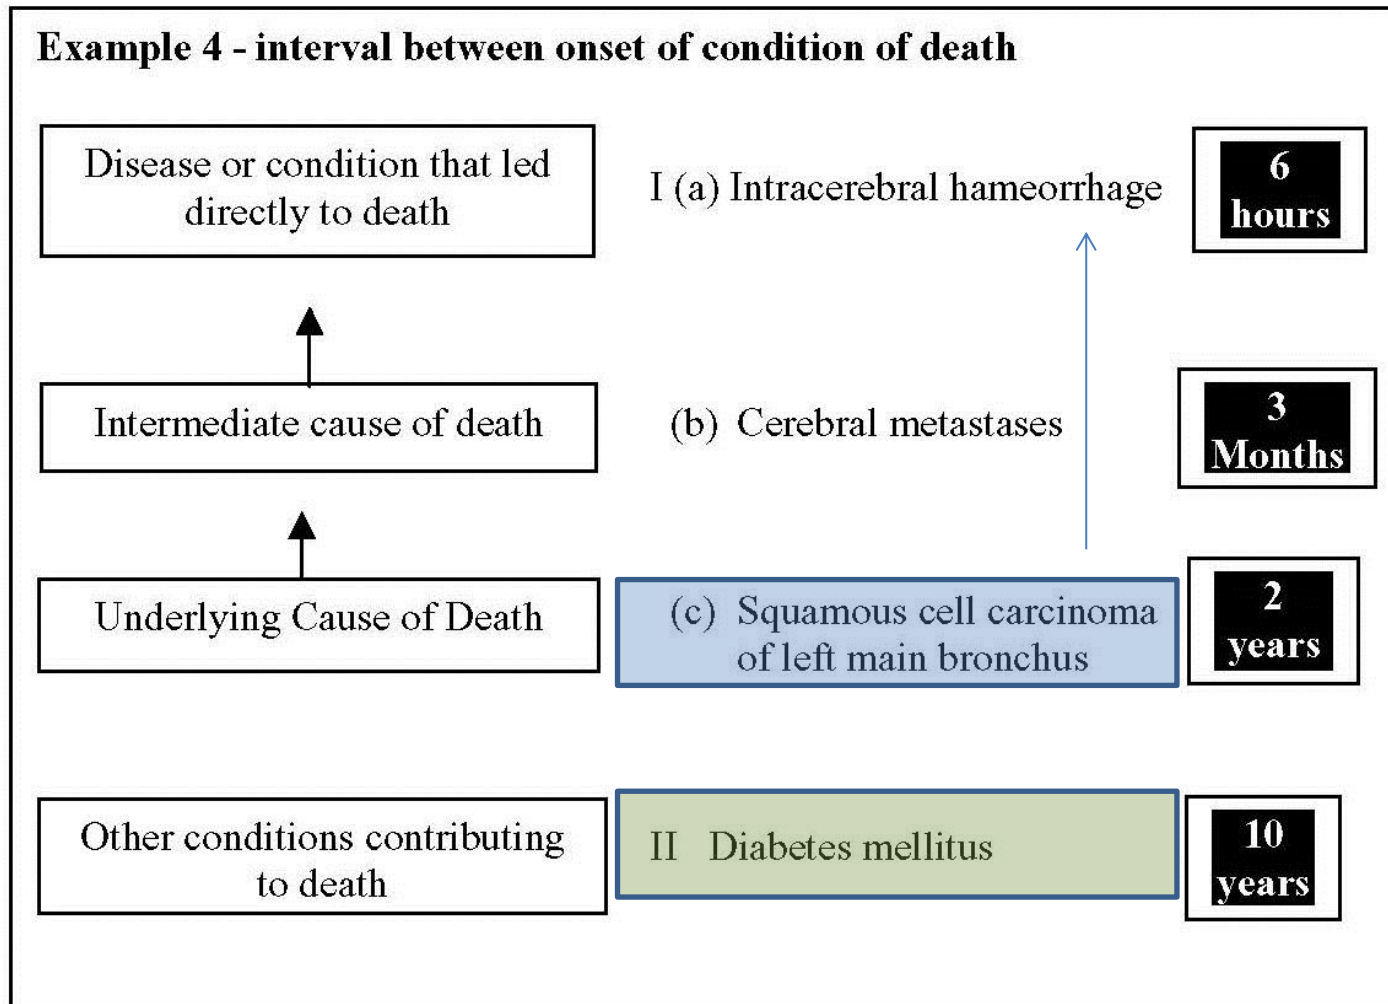 Example 4 - interval between onset of condition of death
Disease or condition that led
directly to death
I (a) Intracerebral hameorrhage
6
hours
Intermediate cause of death
(b) Cerebral metastases
3
Months
Underlying Cause of Death
(c) Squamous cell carcinoma
of left main bronchus
2
years
Other conditions contributing
to death
II Diabetes mellitus
10
years